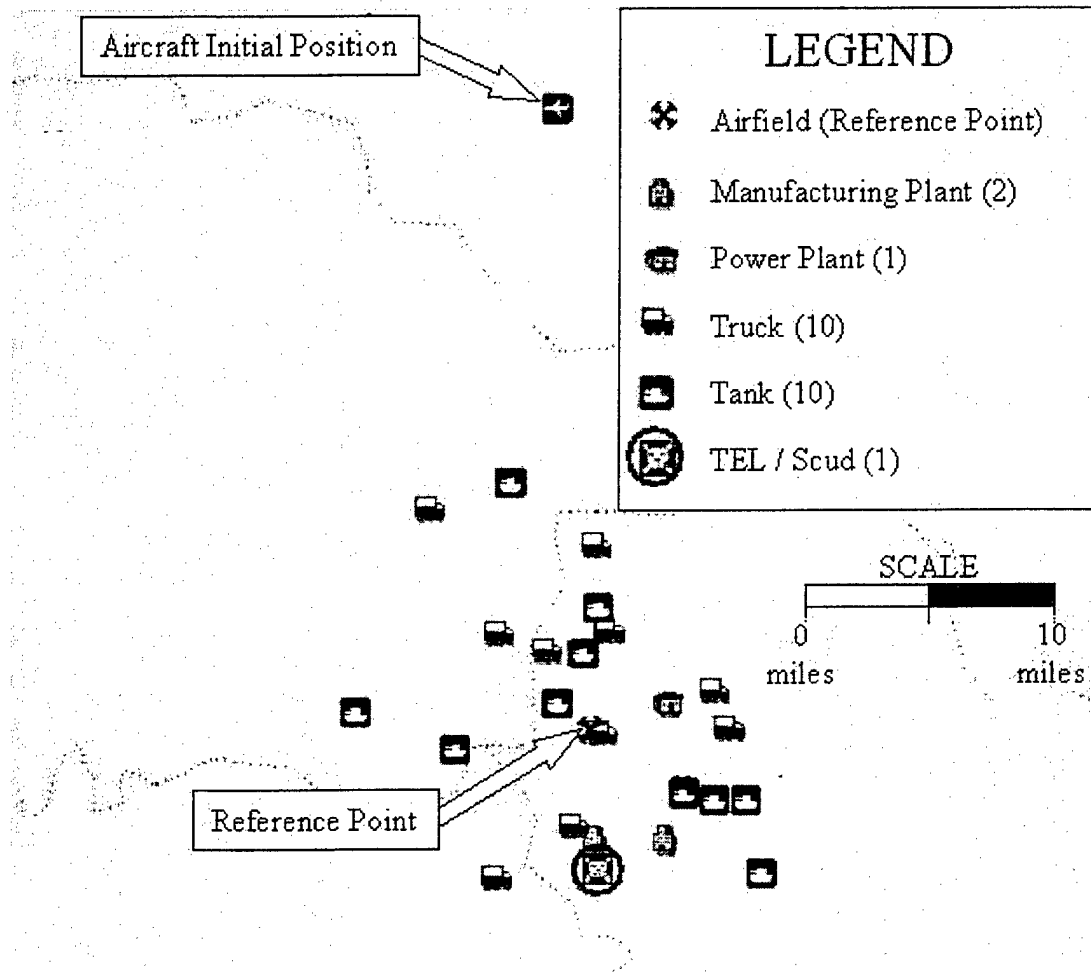 Aircraft Initial Position
LEGEND
Airfield (Reference Point)
Manufacturing Plant (2)
Power Plant (1)
Truck (10)
Tank (10)
TEL / Scud (1)
SCALE
0 10
miles miles
Reference Point